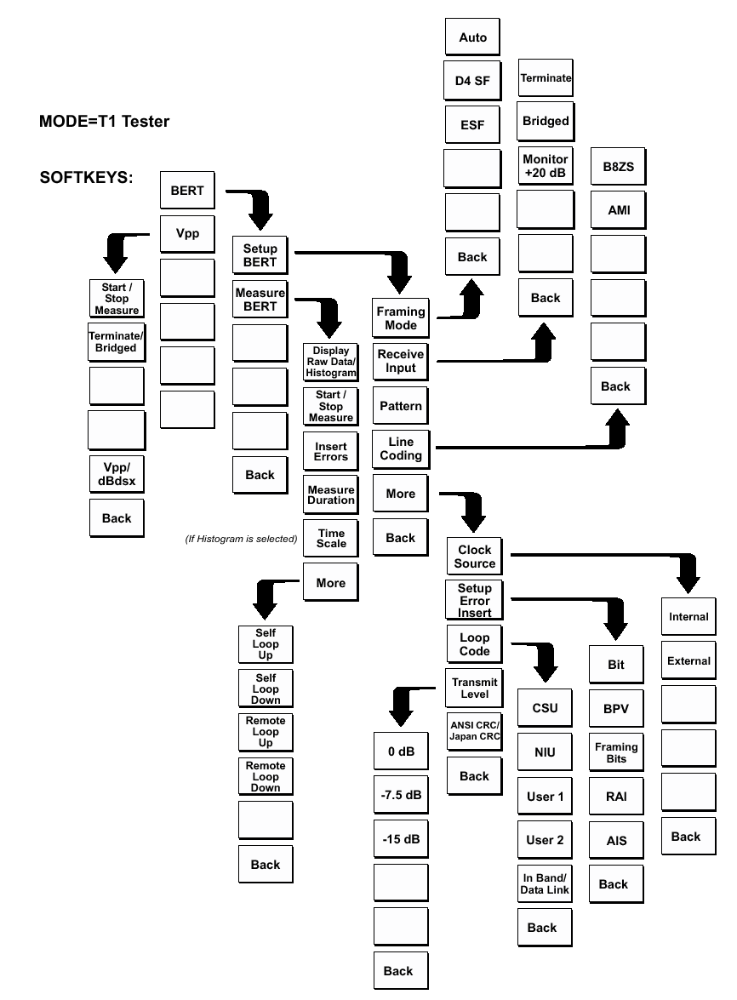 MODE=T1 Tester
SOFTKEYS:
BERT
Vpp
Start /
Stop
Measure
Terminate/
Bridged
Vpp/
dBdsx
Back
Setup
BERT
Measure
BERT
Back
Display
Raw Data/
Histogram
Start /
Stop
Measure
Insert
Errors
Measure
Duration
(If Histogram is selected)
Time
Scale
More
Self
Loop
Up
Self
Loop
Down
Remote
Loop
Up
Remote
Loop
Down
Back
Framing
Mode
Receive
Input
Pattern
Line
Coding
More
Back
Auto
D4 SF
ESF
Back
Terminate
Bridged
Monitor
+20 dB
Back
B8ZS
AMI
Back
Clock
Source
Setup
Error
Insert
Loop
Code
Transmit
Level
ANSI CRC/
Japan CRC
Back
0 dB
-7.5 dB
-15 dB
Back
CSU
NIU
User 1
User 2
In Band/
Data Link
Back
Bit
BPV
Framing
Bits
RAI
AIS
Back
Internal
External
Back